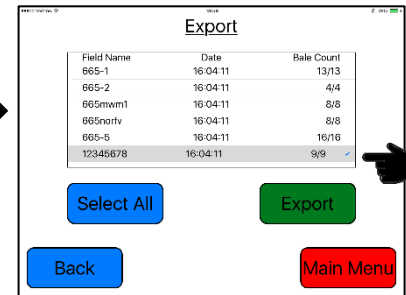 Export
Field Name Date Bale Count
665-1 16:04:11 13/13
665-2 16:04:11 4/4
665mwm1 16:04:11 8/8
665norfv 16:04:11 8/8
665-5 16:04:11 16/16
12345678 16:04:11 9/9
Select All Export
Back Main Menu